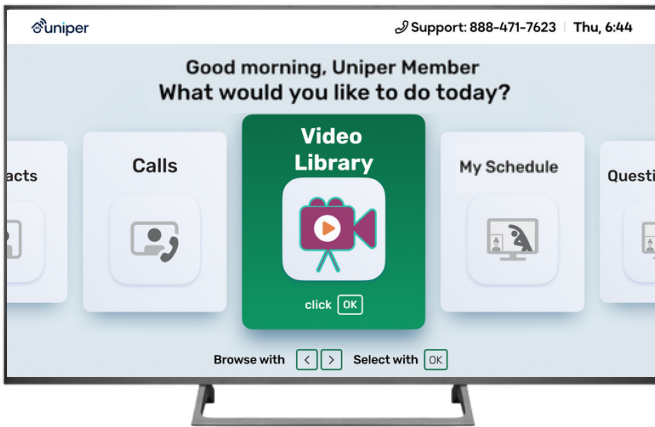 uniper
Support: 888-471-7623 Thu, 6:44
Good morning, Uniper Member
What would you like to do today?
acts
Calls
Video
Library
click OK
My Schedule
Questi
Browse with < > Select with OK